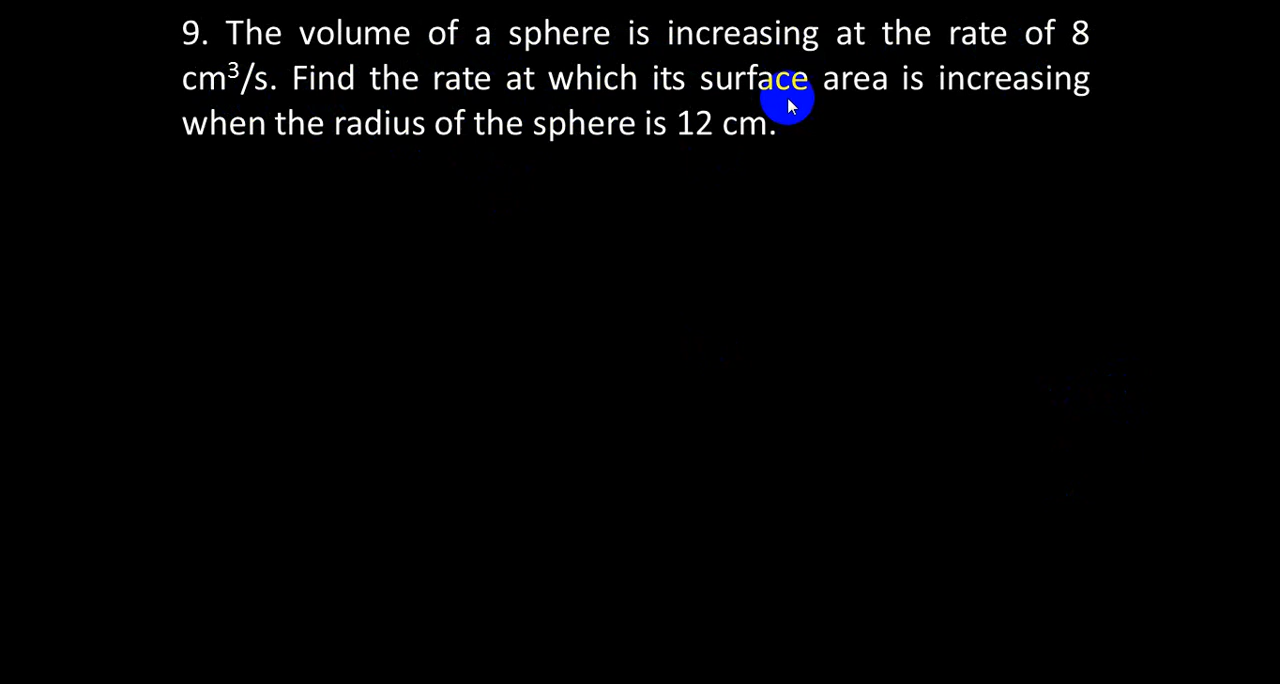 9. The volume of a sphere is increasing at the rate of 8
cm³/s. Find the rate at which its surface area is increasing
when the radius of the sphere is 12 cm.